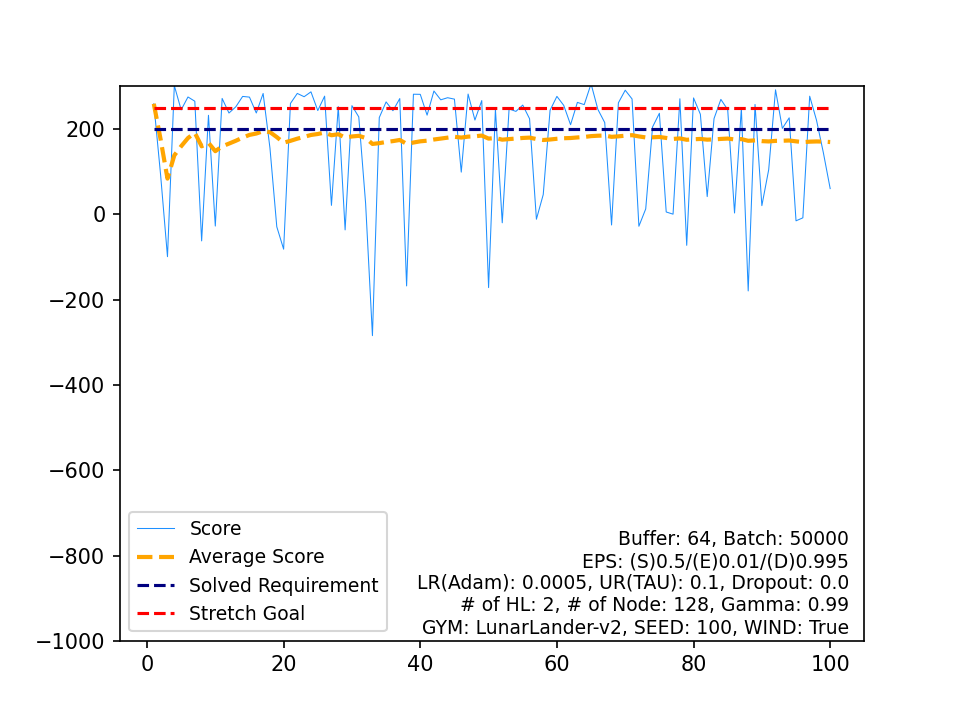 200
0
−200
−400
−600
−800
−1000
0 20 40 60 80 100
Score
Average Score
Solved Requirement
Stretch Goal
Buffer: 64, Batch: 50000
EPS: (S)0.5/(E)0.01/(D)0.995
LR(Adam): 0.0005, UR(TAU): 0.1, Dropout: 0.0
# of HL: 2, # of Node: 128, Gamma: 0.99
GYM: LunarLander-v2, SEED: 100, WIND: True